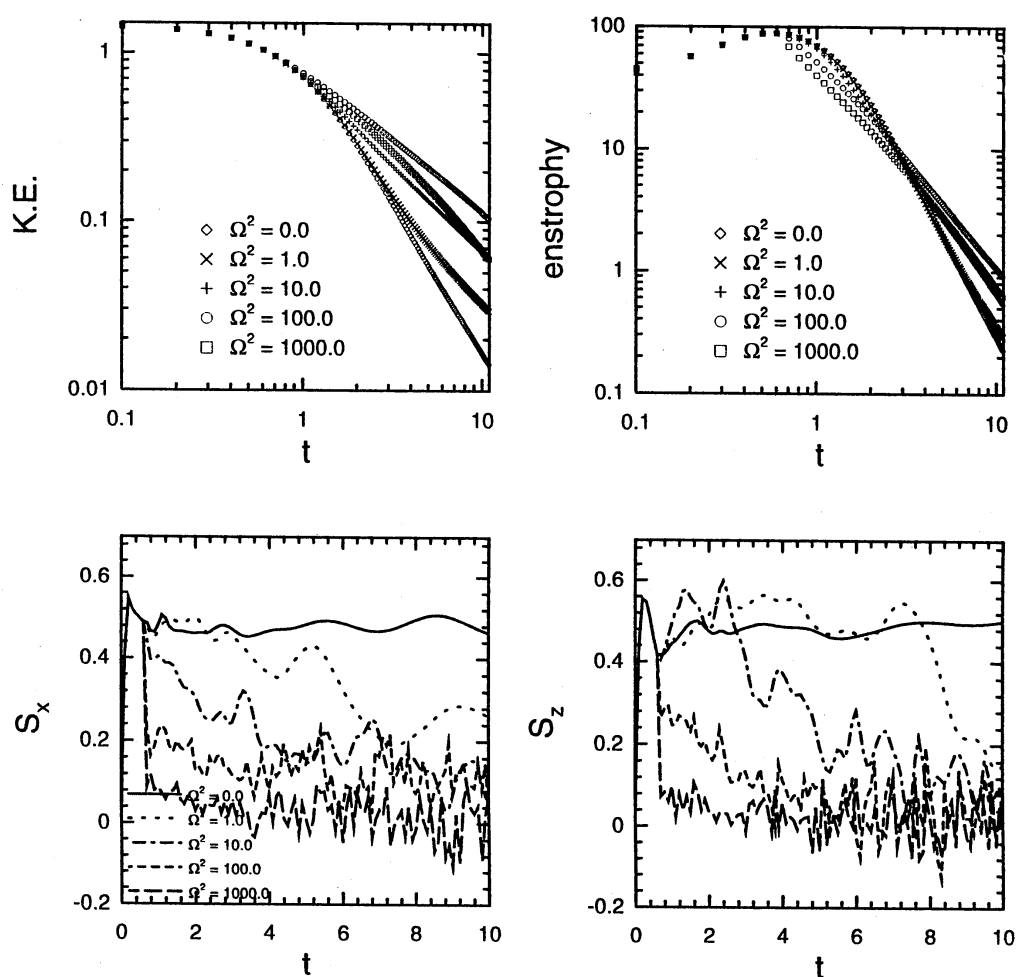 K.E.
1
0.1
0.01
0.1
1
10
t
◇ Ω² = 0.0
× Ω² = 1.0
+ Ω² = 10.0
○ Ω² = 100.0
□ Ω² = 1000.0
enstrophy
100
10
1
0.1
0.1
1
10
t
◇ Ω² = 0.0
× Ω² = 1.0
+ Ω² = 10.0
○ Ω² = 100.0
□ Ω² = 1000.0
Sx
0.6
0.4
0.2
0
-0.2
0 2 4 6 8 10
t
Ω² = 0.0
Ω² = 1.0
Ω² = 10.0
Ω² = 100.0
Ω² = 1000.0
Sz
0.6
0.4
0.2
0
-0.2
0 2 4 6 8 10
t